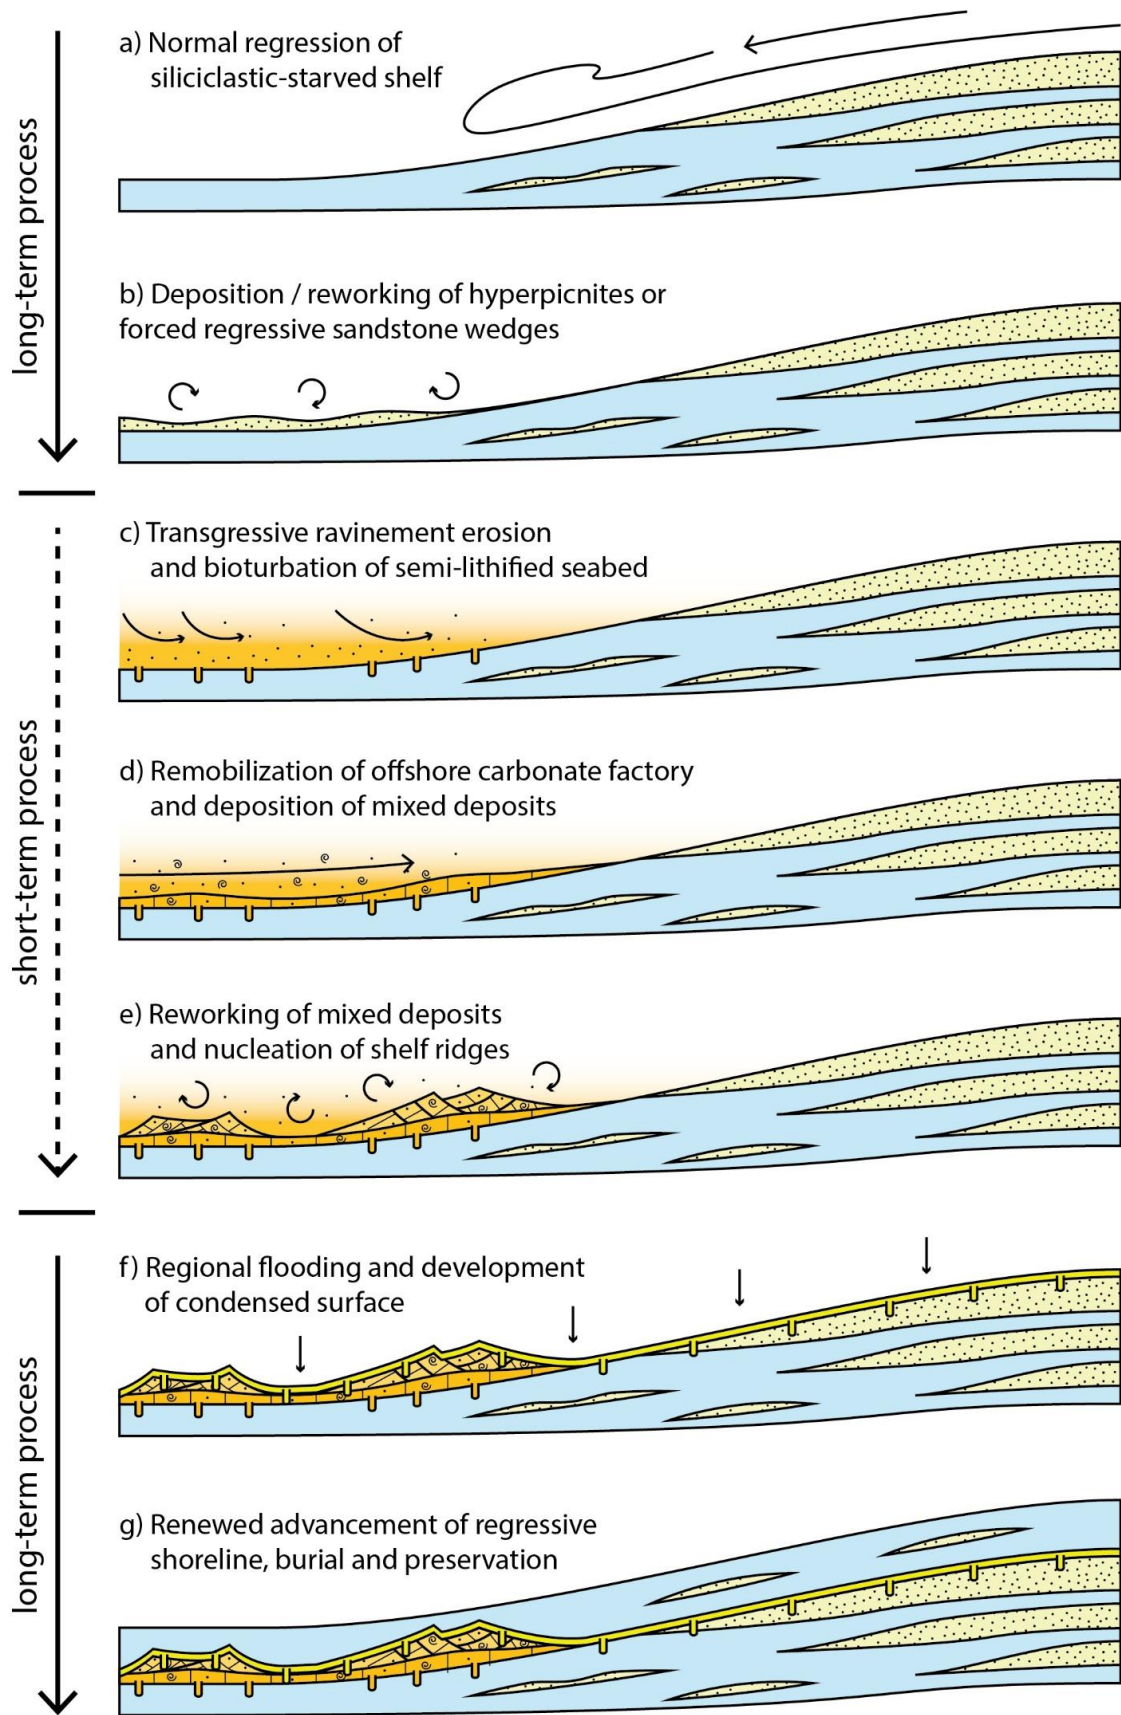 a) Normal regression of
siliciclastic-starved shelf
long-term process
b) Deposition / reworking of hyperpicnites or
forced regressive sandstone wedges
c) Transgressive ravinement erosion
and bioturbation of semi-lithified seabed
d) Remobilization of offshore carbonate factory
and deposition of mixed deposits
short-term process
e) Reworking of mixed deposits
and nucleation of shelf ridges
f) Regional flooding and development
of condensed surface
long-term process
g) Renewed advancement of regressive
shoreline, burial and preservation